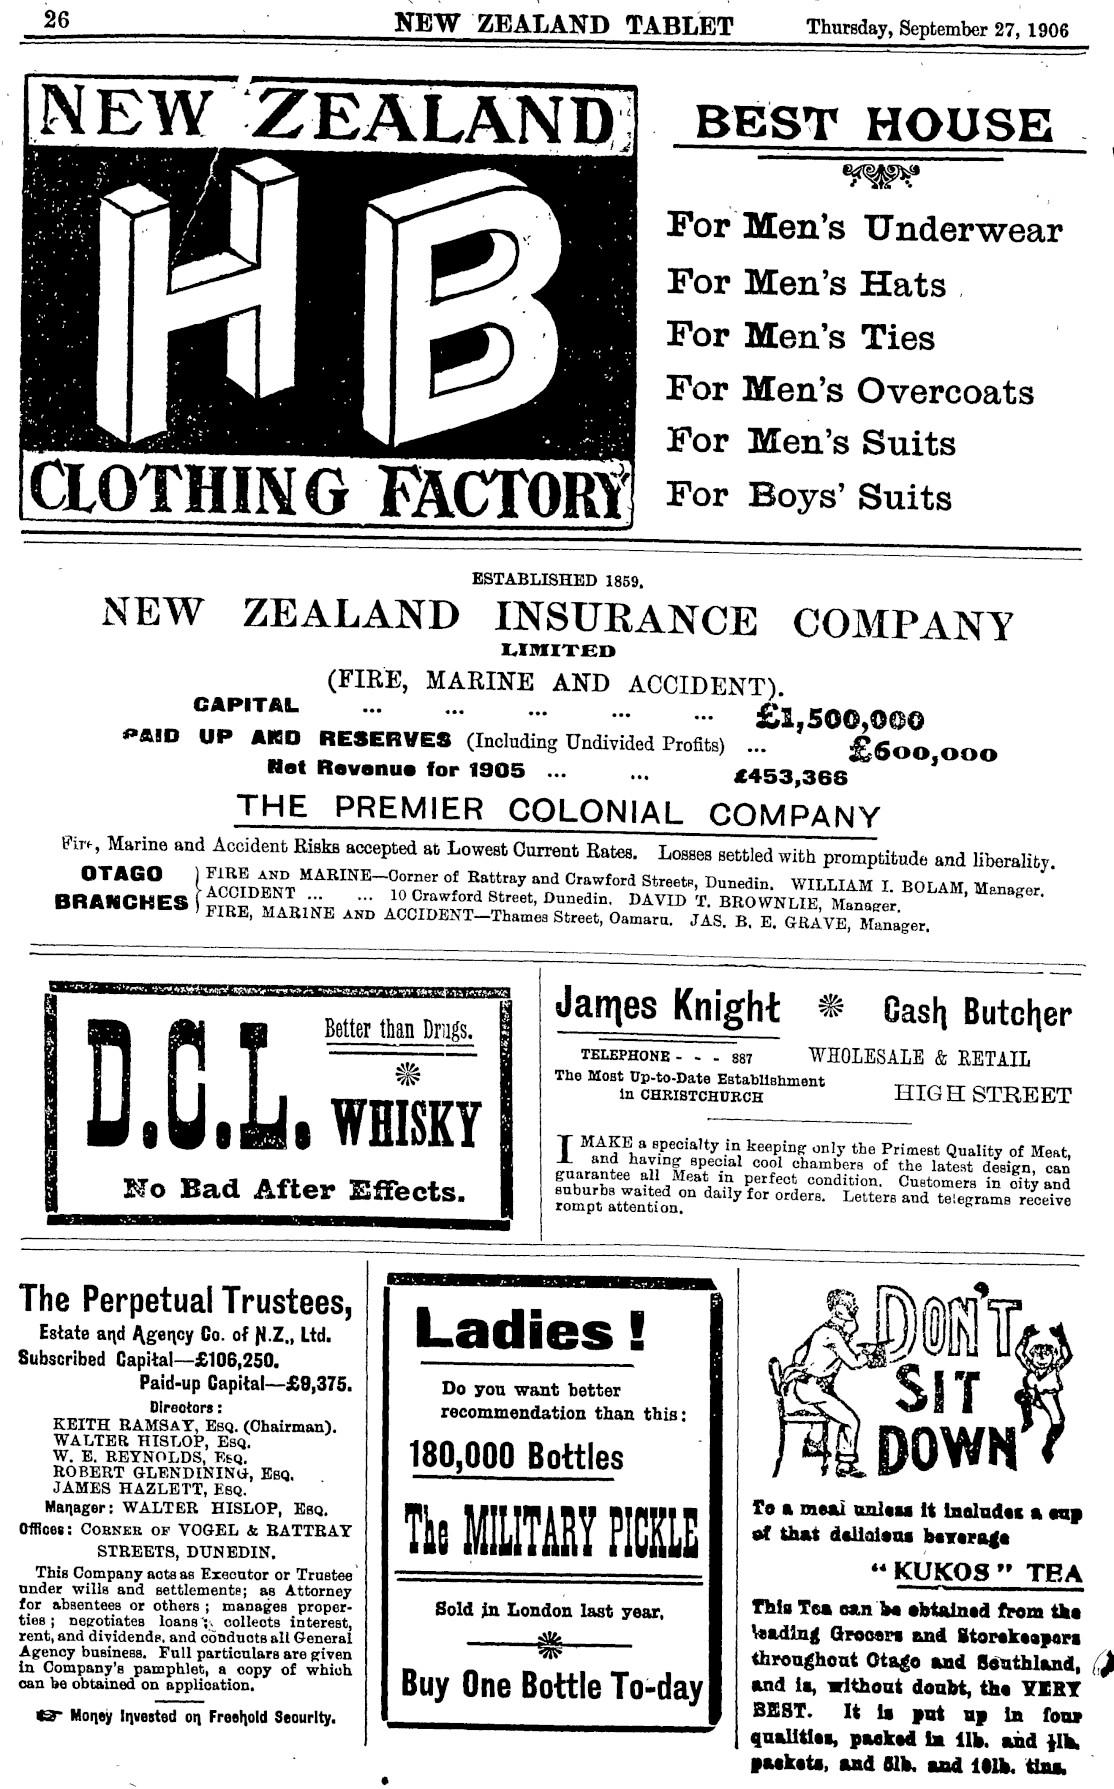 26
NEW ZEALAND TABLET
Thursday, September 27, 1906
NEW ZEALAND
HB
CLOTHING FACTORY
BEST HOUSE
For Men's Underwear
For Men's Hats
For Men's Ties
For Men's Overcoats
For Men's Suits
For Boys' Suits
ESTABLISHED 1859.
NEW ZEALAND INSURANCE COMPANY
LIMITED
(FIRE, MARINE AND ACCIDENT).
CAPITAL ... ... ... ... ... £1,500,000
PAID UP AND RESERVES (Including Undivided Profits) ... £600,000
Net Revenue for 1905 ... ... £453,366
THE PREMIER COLONIAL COMPANY
Fire, Marine and Accident Risks accepted at Lowest Current Rates. Losses settled with promptitude and liberality.
OTAGO
BRANCHES
FIRE AND MARINE—Corner of Rattray and Crawford Streets, Dunedin. WILLIAM I. BOLAM, Manager.
ACCIDENT ... ... 10 Crawford Street, Dunedin. DAVID T. BROWNLIE, Manager.
FIRE, MARINE AND ACCIDENT—Thames Street, Oamaru. JAS. B. E. GRAVE, Manager.
D.C.L.
Better than Drugs.
WHISKY
No Bad After Effects.
James Knight Cash Butcher
TELEPHONE - - - 887
WHOLESALE & RETAIL
The Most Up-to-Date Establishment
in CHRISTCHURCH
HIGH STREET
I MAKE a specialty in keeping only the Primest Quality of Meat,
and having special cool chambers of the latest design, can
guarantee all Meat in perfect condition. Customers in city and
suburbs waited on daily for orders. Letters and telegrams receive
rompt attention.
The Perpetual Trustees,
Estate and Agency Co. of N.Z., Ltd.
Subscribed Capital—£106,250.
Paid-up Capital—£9,375.
Directors:
KEITH RAMSAY, ESQ. (Chairman).
WALTER HISLOP, ESQ.
W. E. REYNOLDS, ESQ.
ROBERT GLENDINING, ESQ.
JAMES HAZLETT, ESQ.
Manager: WALTER HISLOP, ESQ.
Offices: CORNER OF VOGEL & RATTRAY
STREETS, DUNEDIN.
This Company acts as Executor or Trustee
under wills and settlements; as Attorney
for absentees or others; manages proper-
ties; negotiates loans; collects interest,
rent, and dividends, and conducts all General
Agency business. Full particulars are given
in Company's pamphlet, a copy of which
can be obtained on application.
☞ Money Invested on Freehold Security.
Ladies!
Do you want better
recommendation than this:
180,000 Bottles
The MILITARY PICKLE
Sold in London last year,
Buy One Bottle To-day
DON'T
SIT
DOWN
To a meal unless it includes a cup
of that delicious beverage
"KUKOS" TEA
This Tea can be obtained from the
leading Grocers and Storekeepers
throughout Otago and Southland,
and is, without doubt, the VERY
BEST. It is put up in four
qualities, packed in 1lb. and ½lb.
packets, and 5lb. and 10lb. tins.